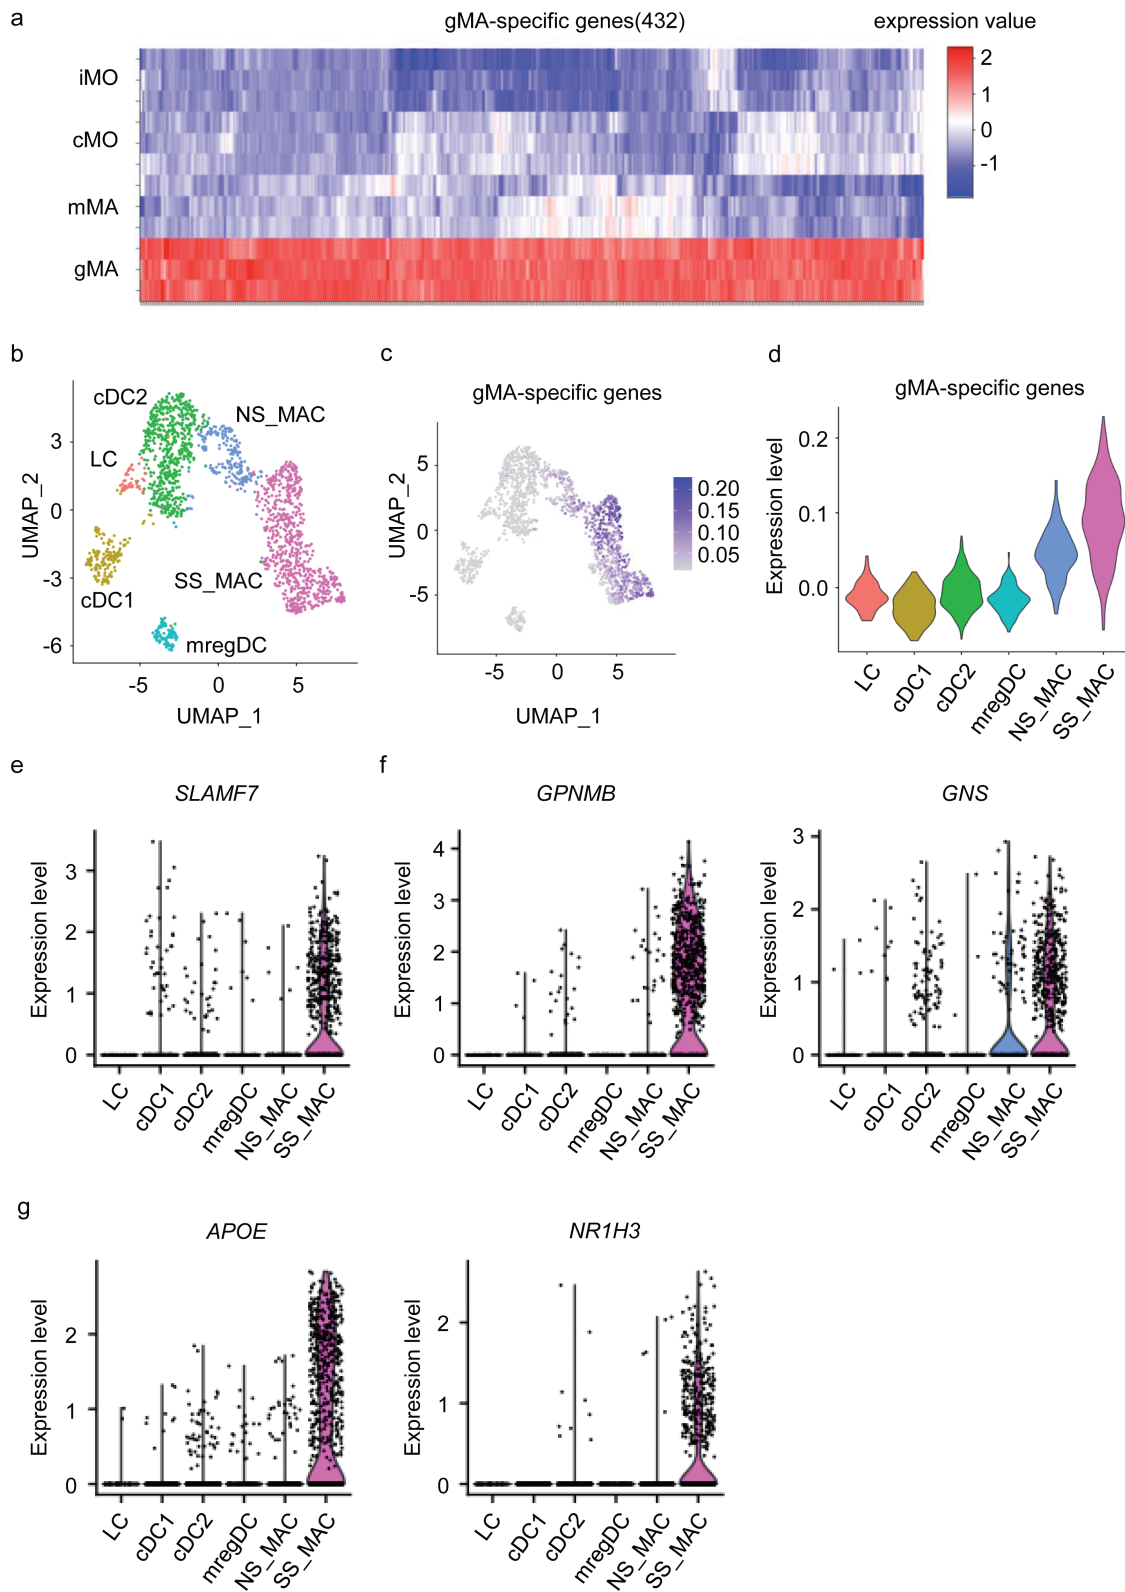 a
gMA-specific genes(432)
expression value
iMO
cMO
mMA
gMA
2
1
0
-1
b
cDC2
NS_MAC
LC
SS_MAC
cDC1
mregDC
UMAP_2
3
0
-3
-6
-5
0
5
UMAP_1
c
gMA-specific genes
UMAP_2
5
0
-5
0.20
0.15
0.10
0.05
-5
0
5
UMAP_1
d
gMA-specific genes
Expression level
0.2
0.1
0.0
LC
cDC1
cDC2
mregDC
NS_MAC
SS_MAC
e
SLAMF7
Expression level
3
2
1
0
LC
cDC1
cDC2
mregDC
NS_MAC
SS_MAC
f
GPNMB
Expression level
4
3
2
1
0
LC
cDC1
cDC2
mregDC
NS_MAC
SS_MAC
GNS
Expression level
3
2
1
0
LC
cDC1
cDC2
mregDC
NS_MAC
SS_MAC
g
APOE
Expression level
2
1
0
LC
cDC1
cDC2
mregDC
NS_MAC
SS_MAC
NR1H3
Expression level
2
1
0
LC
cDC1
cDC2
mregDC
NS_MAC
SS_MAC